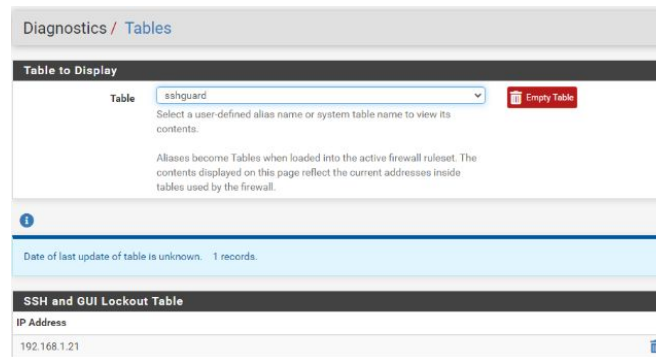 Diagnostics / Tables
Table to Display
Table
sshguard
Empty Table
Select a user-defined alias name or system table name to view its
contents.
Aliases become Tables when loaded into the active firewall ruleset. The
contents displayed on this page reflect the current addresses inside
tables used by the firewall.
Date of last update of table is unknown. 1 records.
SSH and GUI Lockout Table
IP Address
192.168.1.21